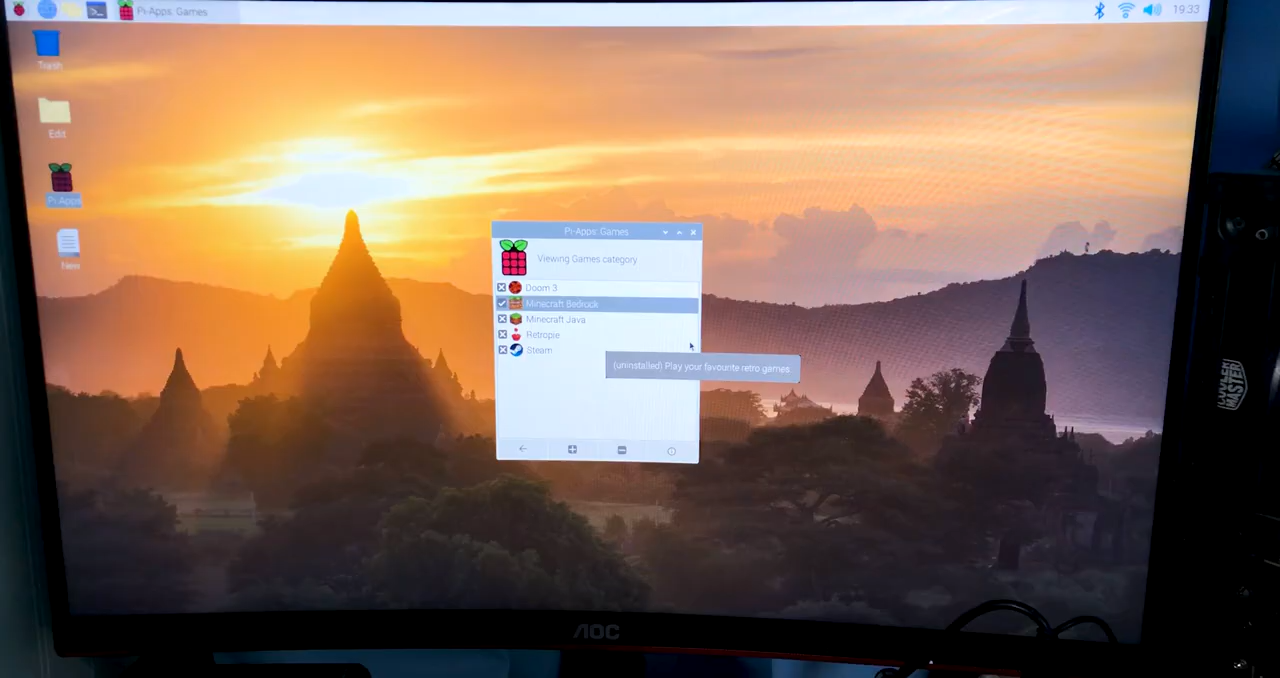 Pi-Apps: Games
19:33
Trash
Edit
Pi Apps
New
Pi-Apps: Games
Viewing Games category
Doom 3
Minecraft Bedrock
Minecraft Java
Retropie
Steam
(uninstalled) Play your favourite retro games
AOC
COOLER MASTER